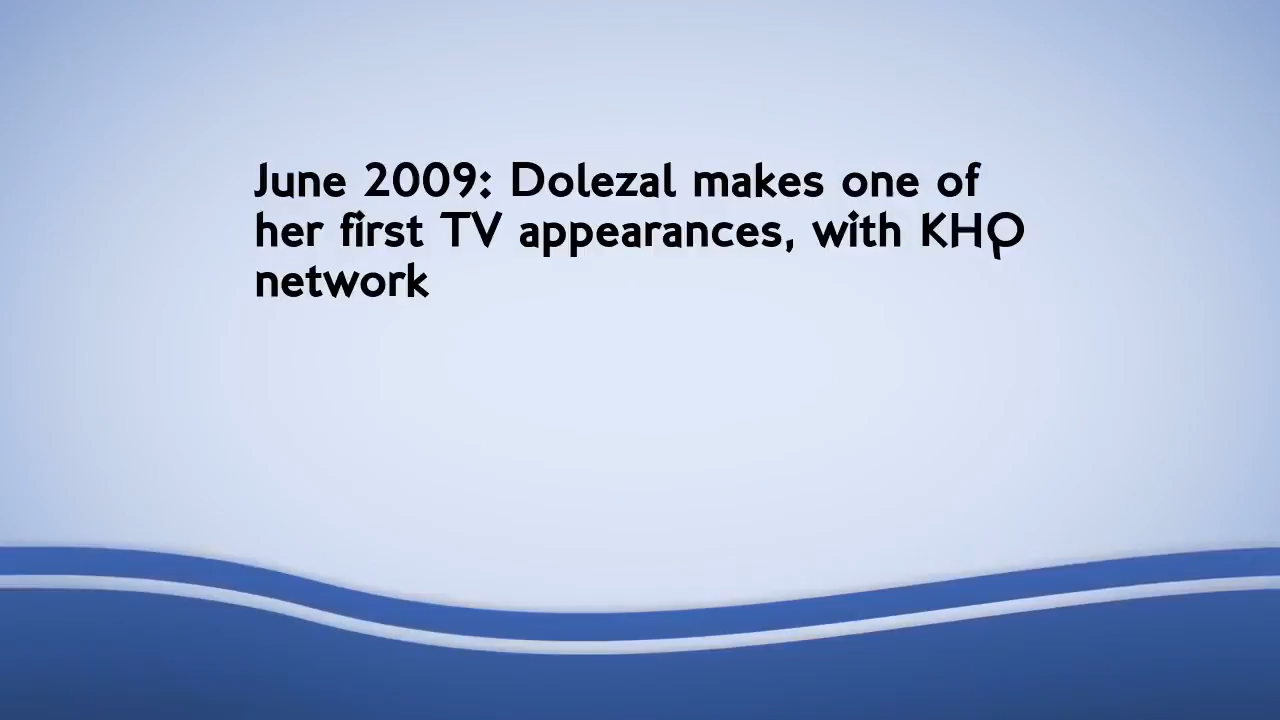 June 2009: Dolezal makes one of
her first TV appearances, with KHQ
network